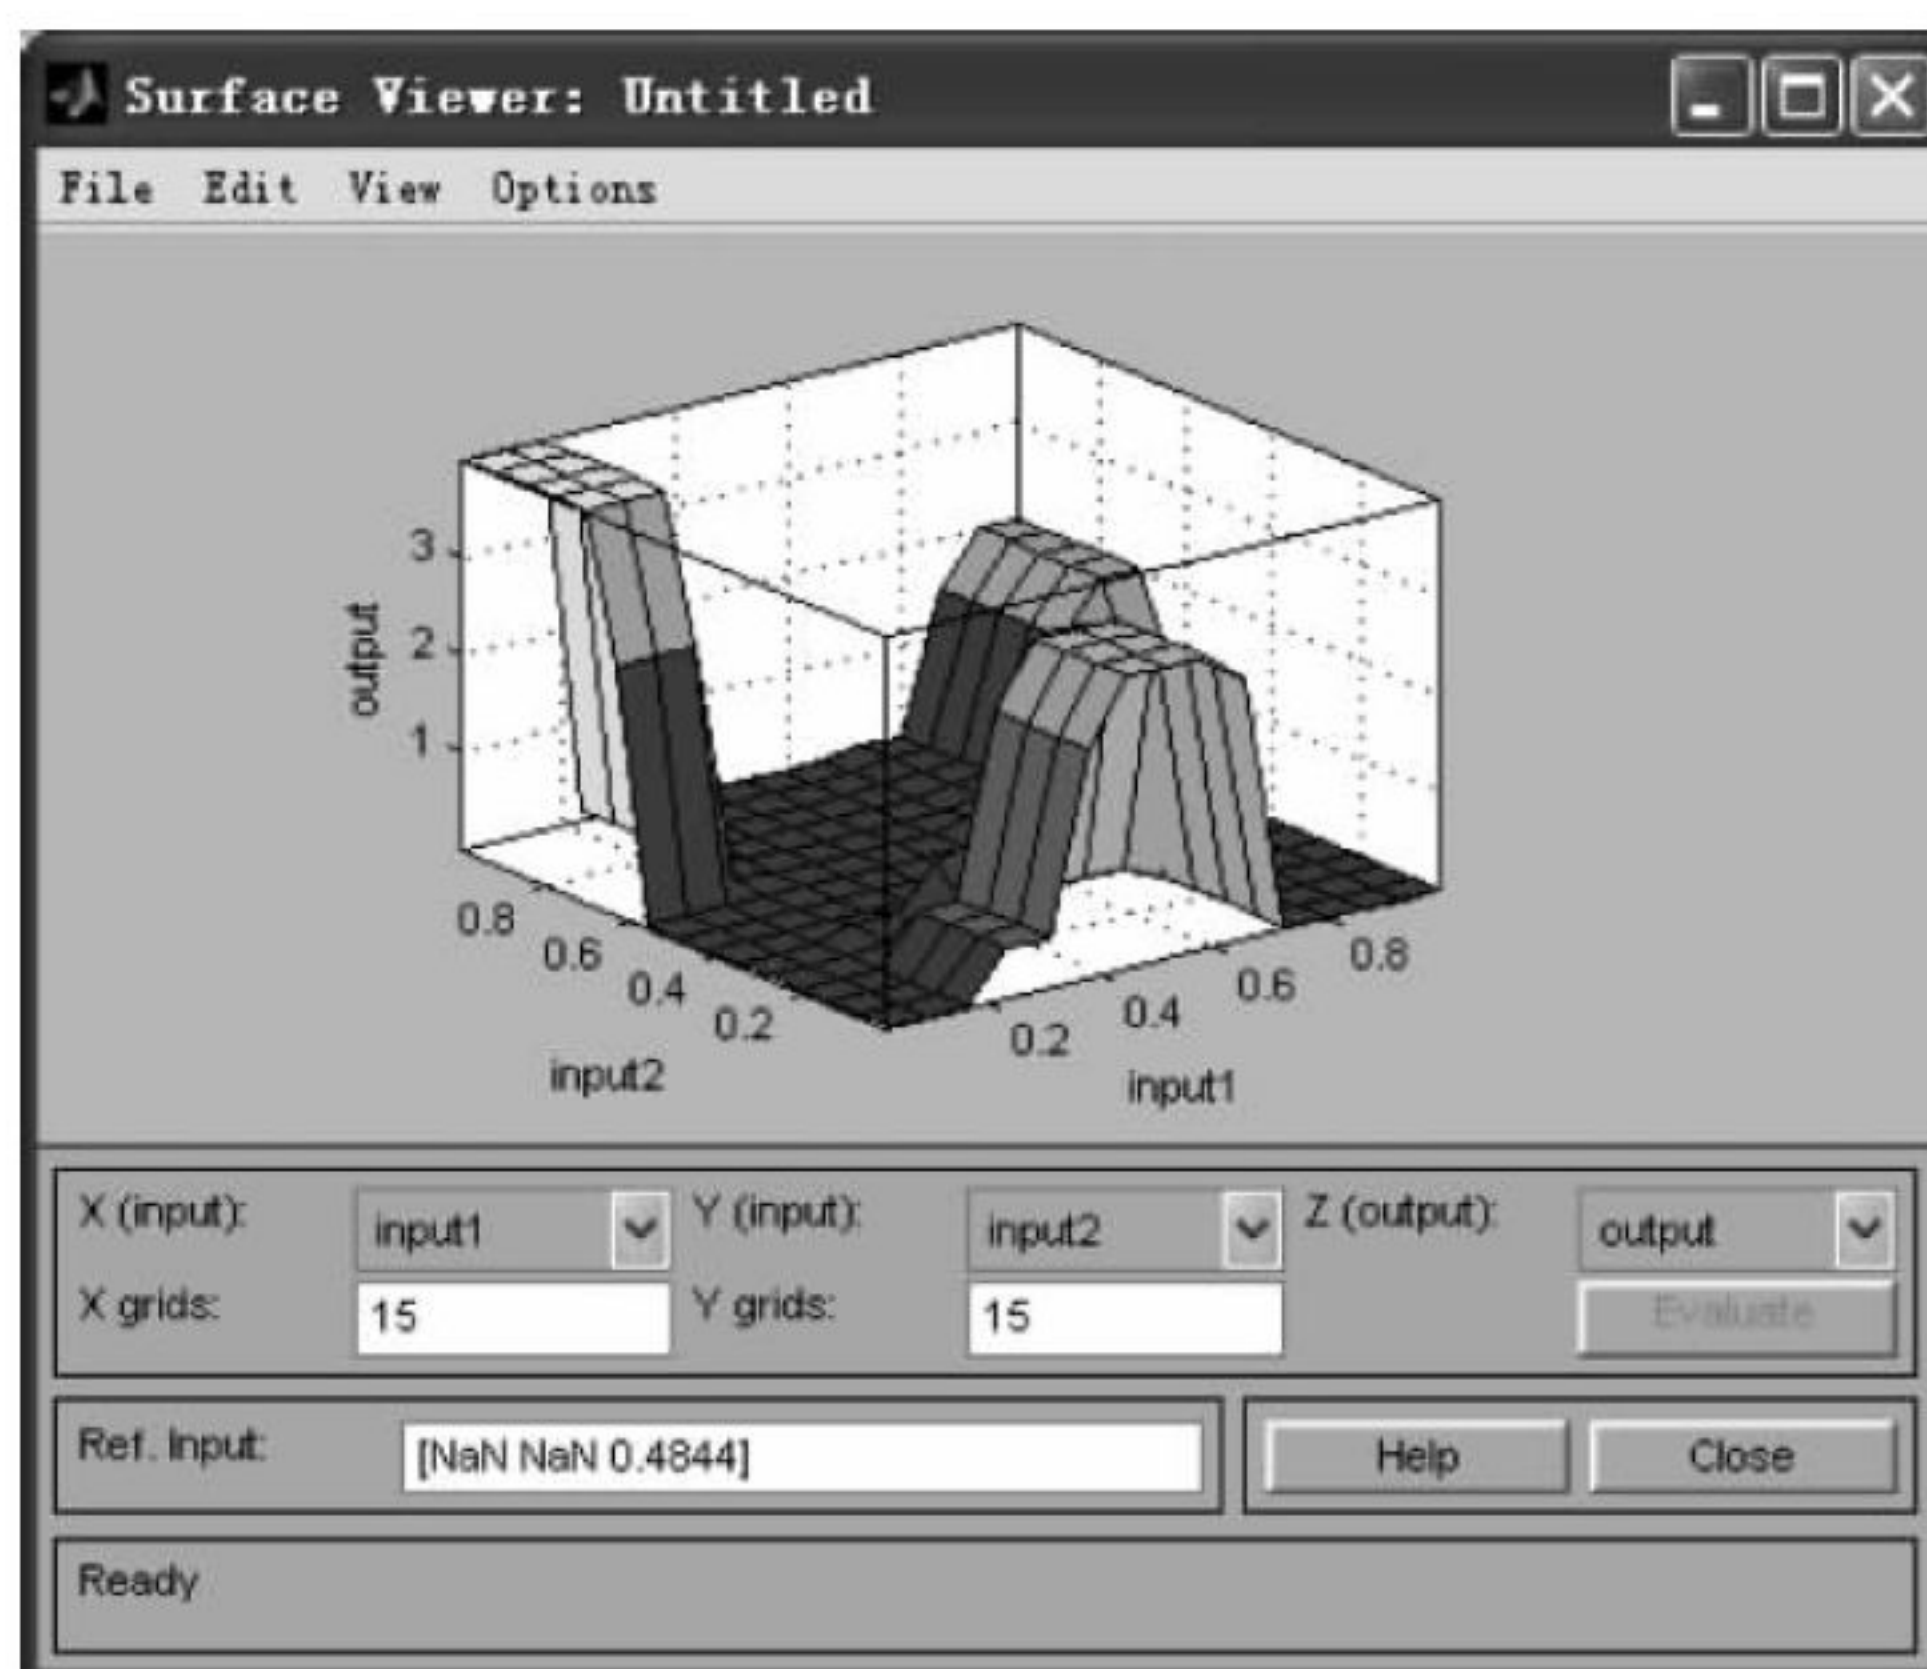 Surface Viewer: Untitled
File Edit View Options
3
2
1
output
0.8
0.6
0.4
0.2
input2
0.2
0.4
0.6
0.8
input1
X (input): input1 Y (input): input2 Z (output): output
X grids: 15 Y grids: 15 Evaluate
Ref. Input: [NaN NaN 0.4844] Help Close
Ready